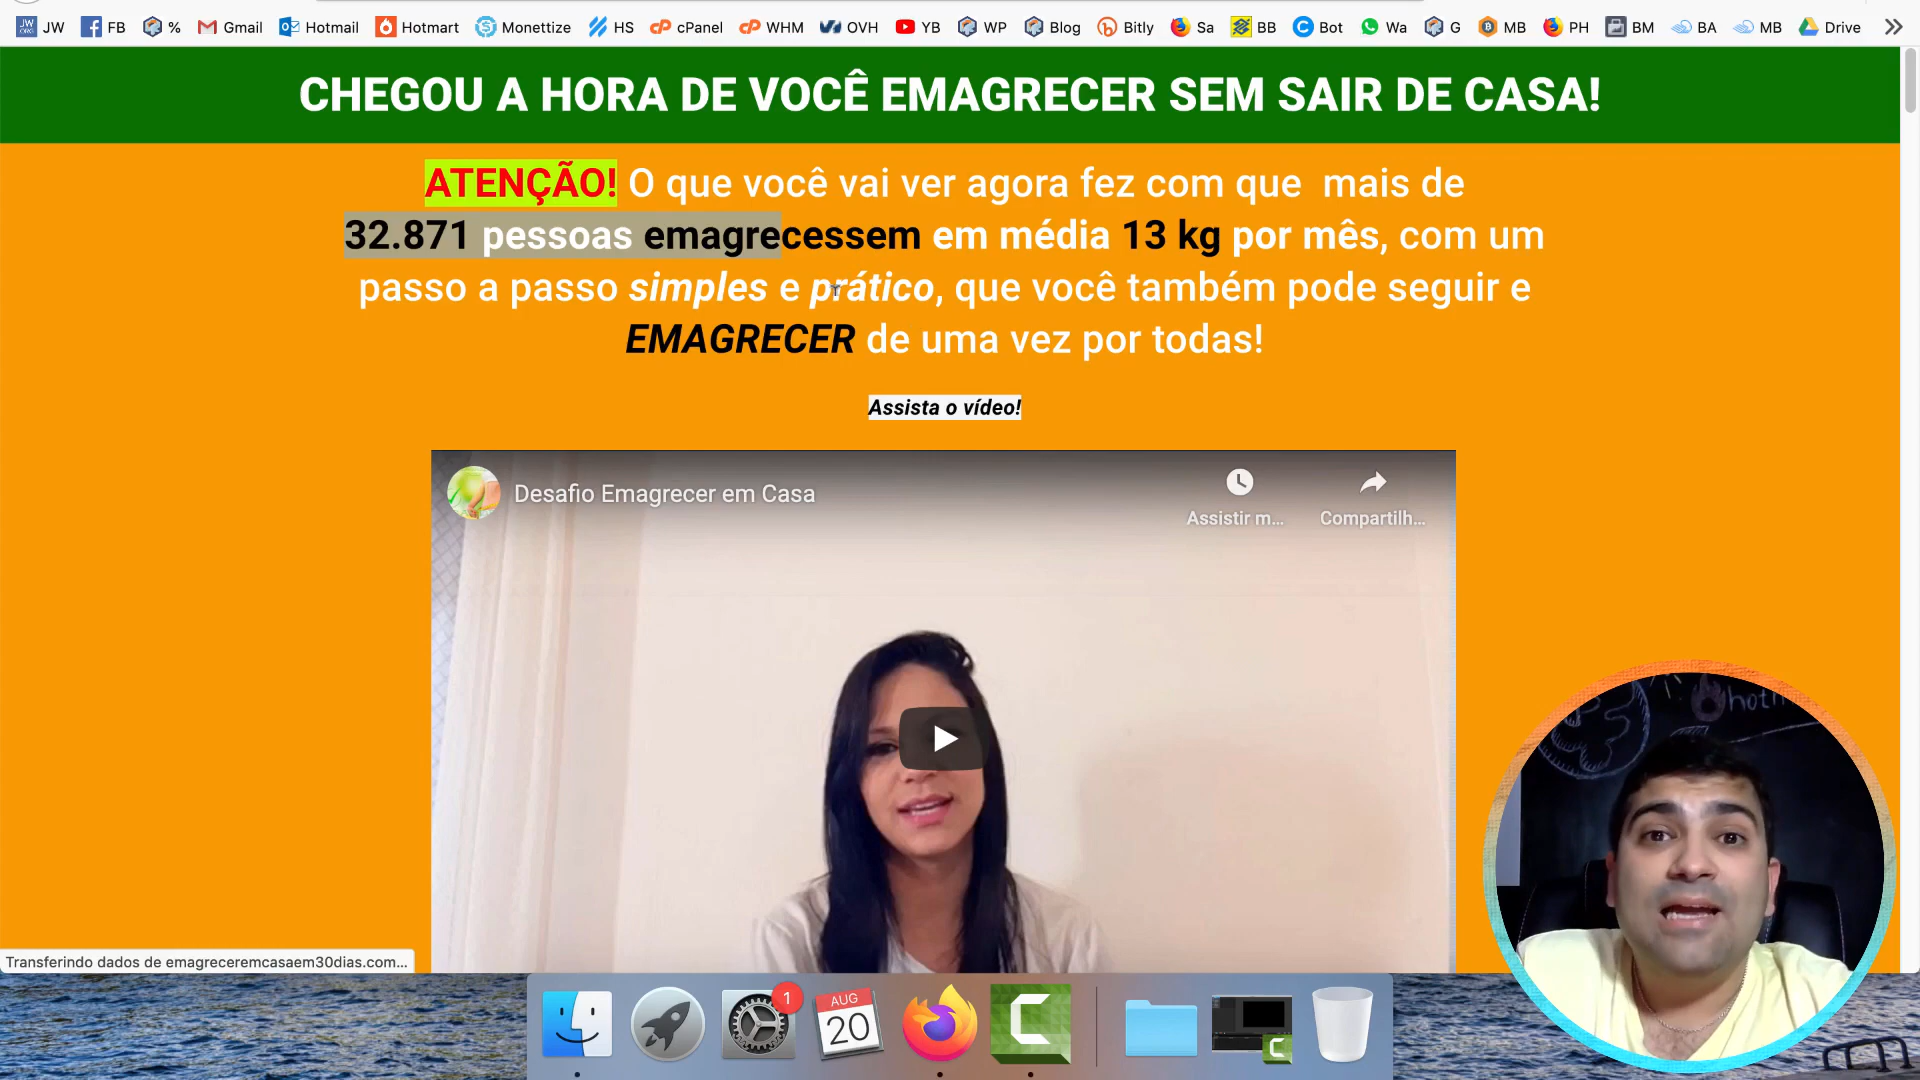 JW FB % Gmail Hotmail Hotmart Monettize HS cPanel WHM OVH YB WP Blog Bitly Sa BB Bot Wa G MB PH BM BA MB Drive
CHEGOU A HORA DE VOCÊ EMAGRECER SEM SAIR DE CASA!
ATENÇÃO! O que você vai ver agora fez com que mais de
32.871 pessoas emagrecessem em média 13 kg por mês, com um
passo a passo simples e prático, que você também pode seguir e
EMAGRECER de uma vez por todas!
Assista o vídeo!
Desafio Emagrecer em Casa
Assistir m...
Compartilh...
hot
Transferindo dados de emagreceremcasaem30dias.com...
1
AUG
20